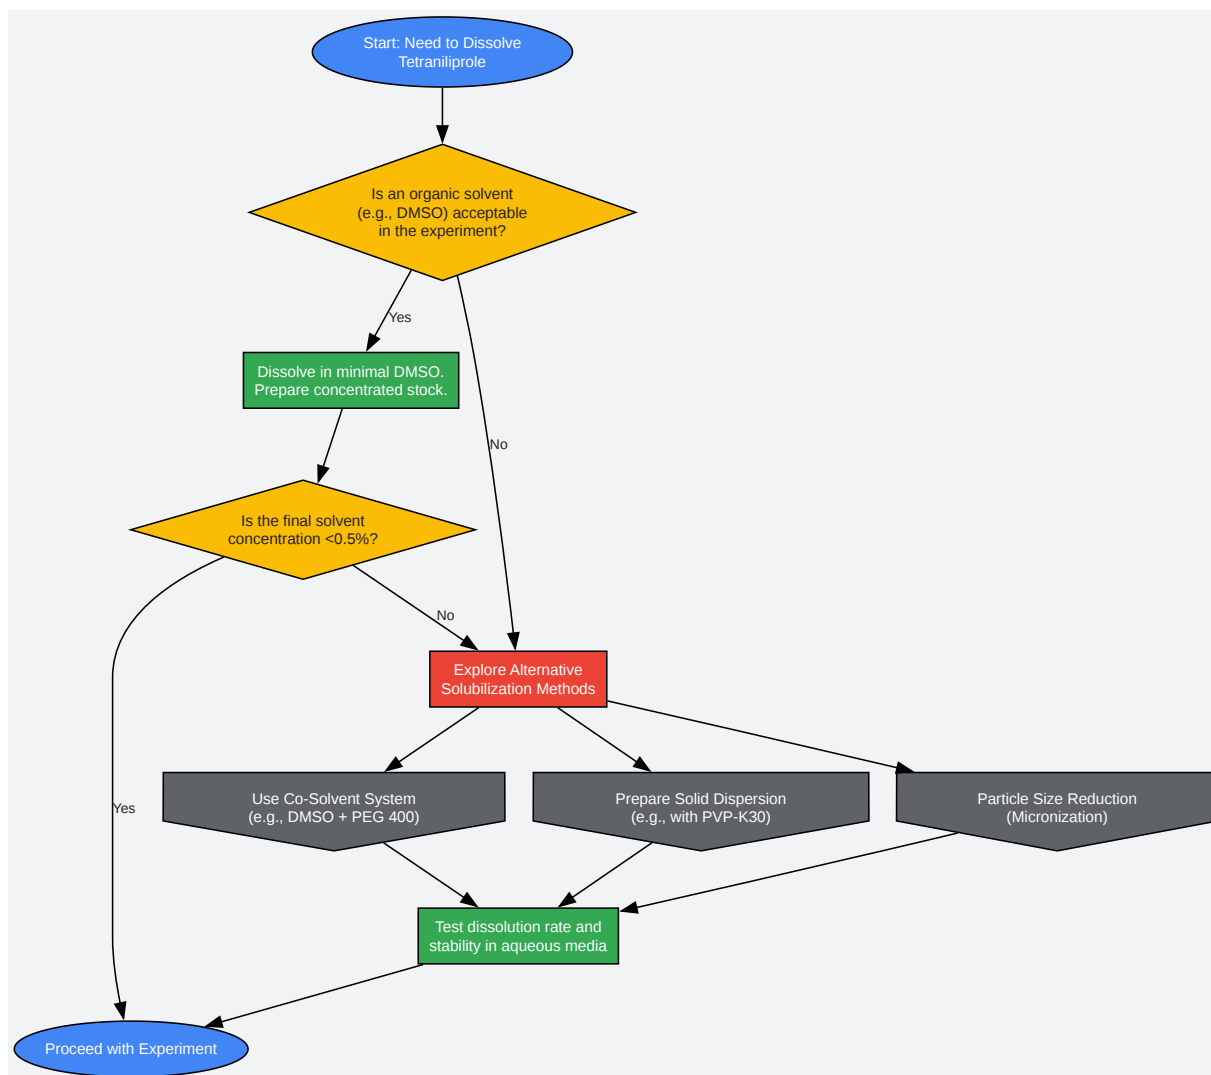 Start: Need to Dissolve
Tetraniliprole
Is an organic solvent
(e.g., DMSO) acceptable
in the experiment?
Yes
Dissolve in minimal DMSO.
Prepare concentrated stock.
No
Is the final solvent
concentration <0.5%?
No
Explore Alternative
Solubilization Methods
Use Co-Solvent System
(e.g., DMSO + PEG 400)
Prepare Solid Dispersion
(e.g., with PVP-K30)
Particle Size Reduction
(Micronization)
Yes
Test dissolution rate and
stability in aqueous media
Proceed with Experiment